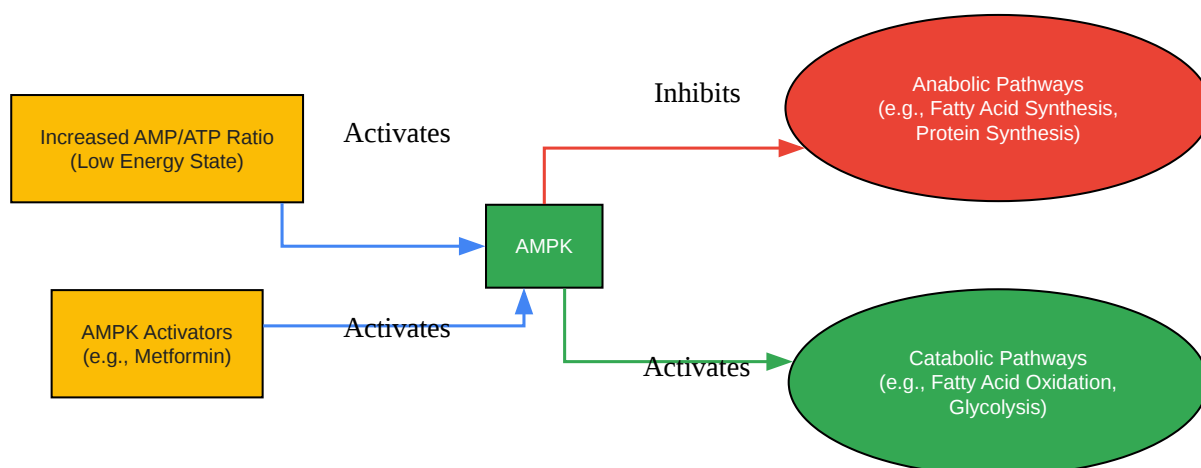 Increased AMP/ATP Ratio
(Low Energy State)
Activates
AMPK Activators
(e.g., Metformin)
Activates
AMPK
Inhibits
Anabolic Pathways
(e.g., Fatty Acid Synthesis,
Protein Synthesis)
Activates
Catabolic Pathways
(e.g., Fatty Acid Oxidation,
Glycolysis)